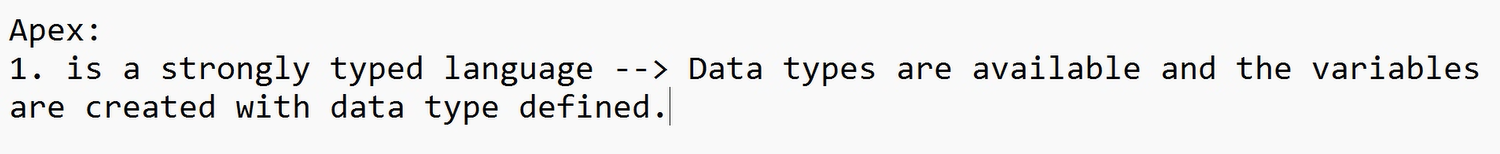 Apex:
1. is a strongly typed language --> Data types are available and the variables
are created with data type defined.